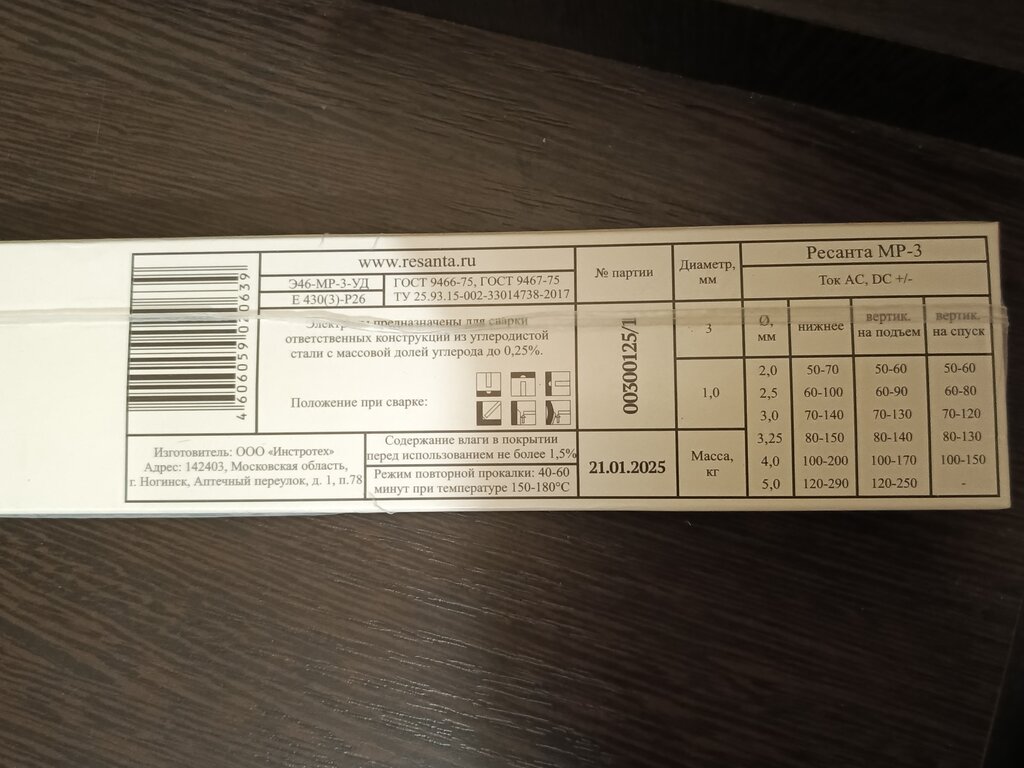 4 606059 020639
www.resanta.ru
Э46-МР-3-УД
Е 430(3)-Р26
ГОСТ 9466-75, ГОСТ 9467-75
ТУ 25.93.15-002-33014738-2017
предназначены для сварки
ответственных конструкции из углеродистой
стали с массовой долей углерода до 0,25%.
Положение при сварке:
Изготовитель: ООО «Инстротех»
Адрес: 142403, Московская область,
г. Ногинск, Аптечный переулок, д. 1, п.78
Содержание влаги в покрытии
перед использованием не более 1,5%
Режим повторной прокалки: 40-60
минут при температуре 150-180°С
№ партии
00300125/1
21.01.2025
Диаметр,
мм
3
1,0
Масса,
кг
Ресанта МР-3
Ток АС, DC +/-
Ø, мм нижнее вертик. на подъем вертик. на спуск
2,0 50-70 50-60 50-60
2,5 60-100 60-90 60-80
3,0 70-140 70-130 70-120
3,25 80-150 80-140 80-130
4,0 100-200 100-170 100-150
5,0 120-290 120-250 -